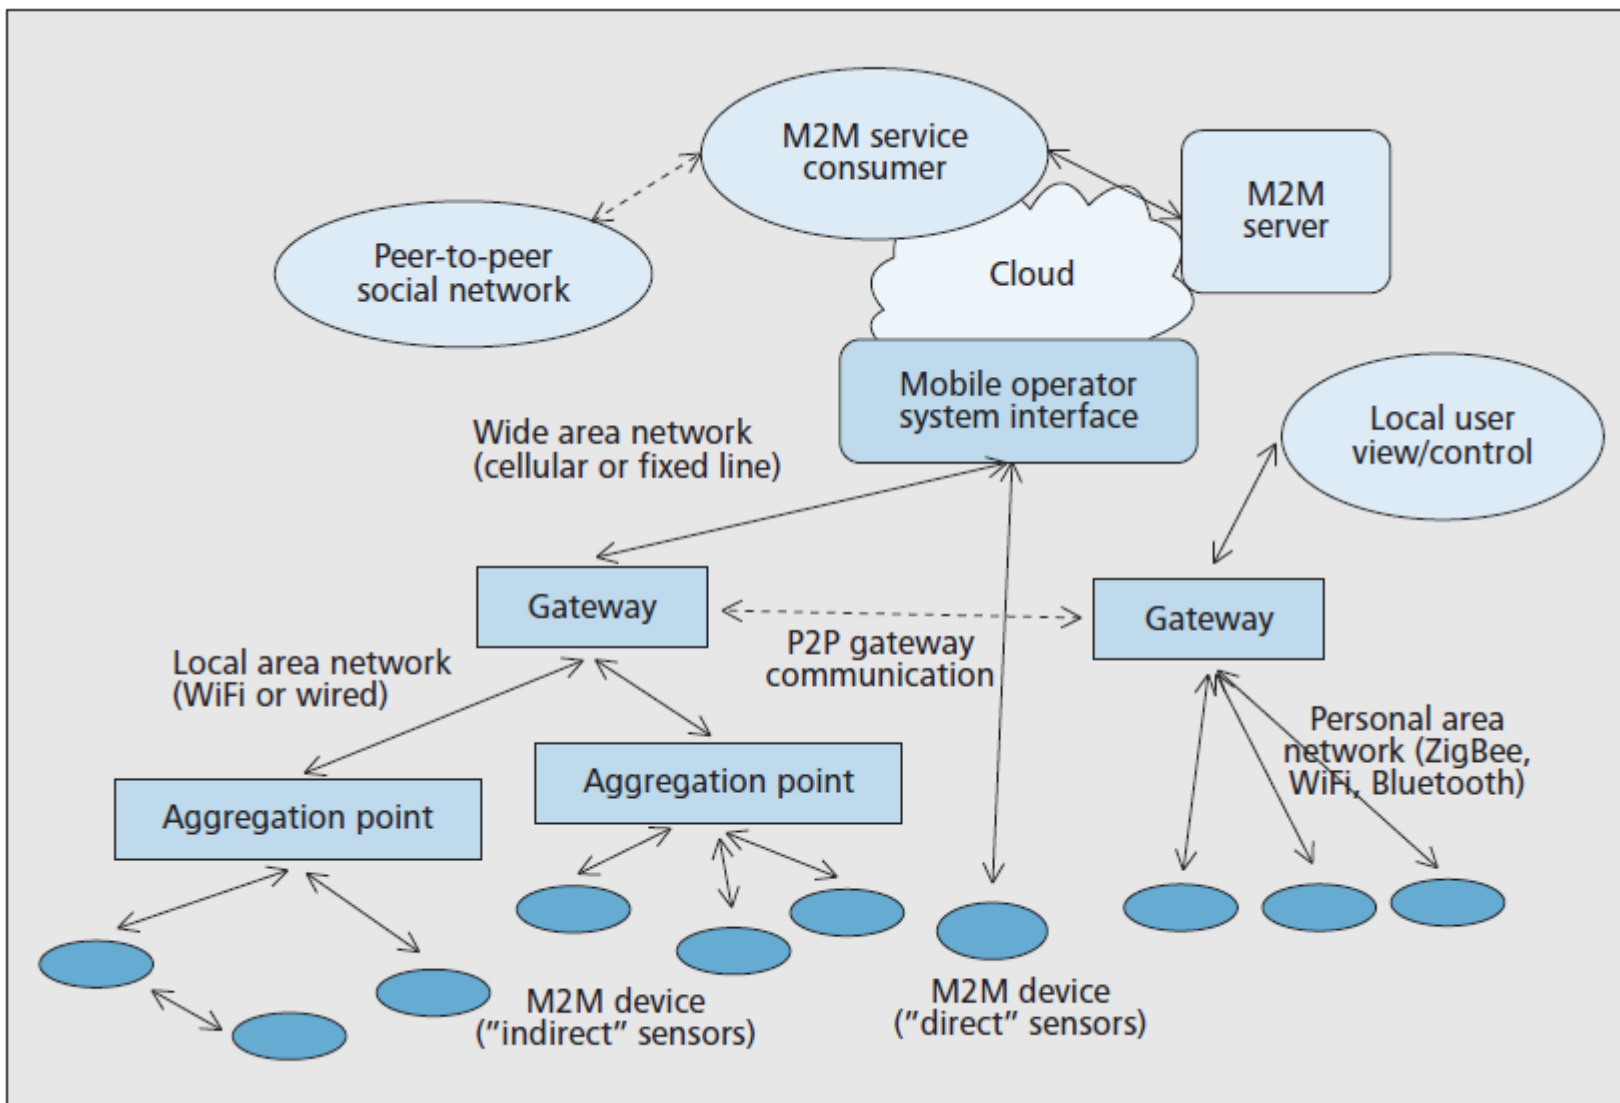 M2M service
consumer
M2M
server
Peer-to-peer
social network
Cloud
Mobile operator
system interface
Local user
view/control
Wide area network
(cellular or fixed line)
Gateway
Gateway
P2P gateway
communication
Local area network
(WiFi or wired)
Personal area
network (ZigBee,
WiFi, Bluetooth)
Aggregation point
Aggregation point
M2M device
("indirect" sensors)
M2M device
("direct" sensors)